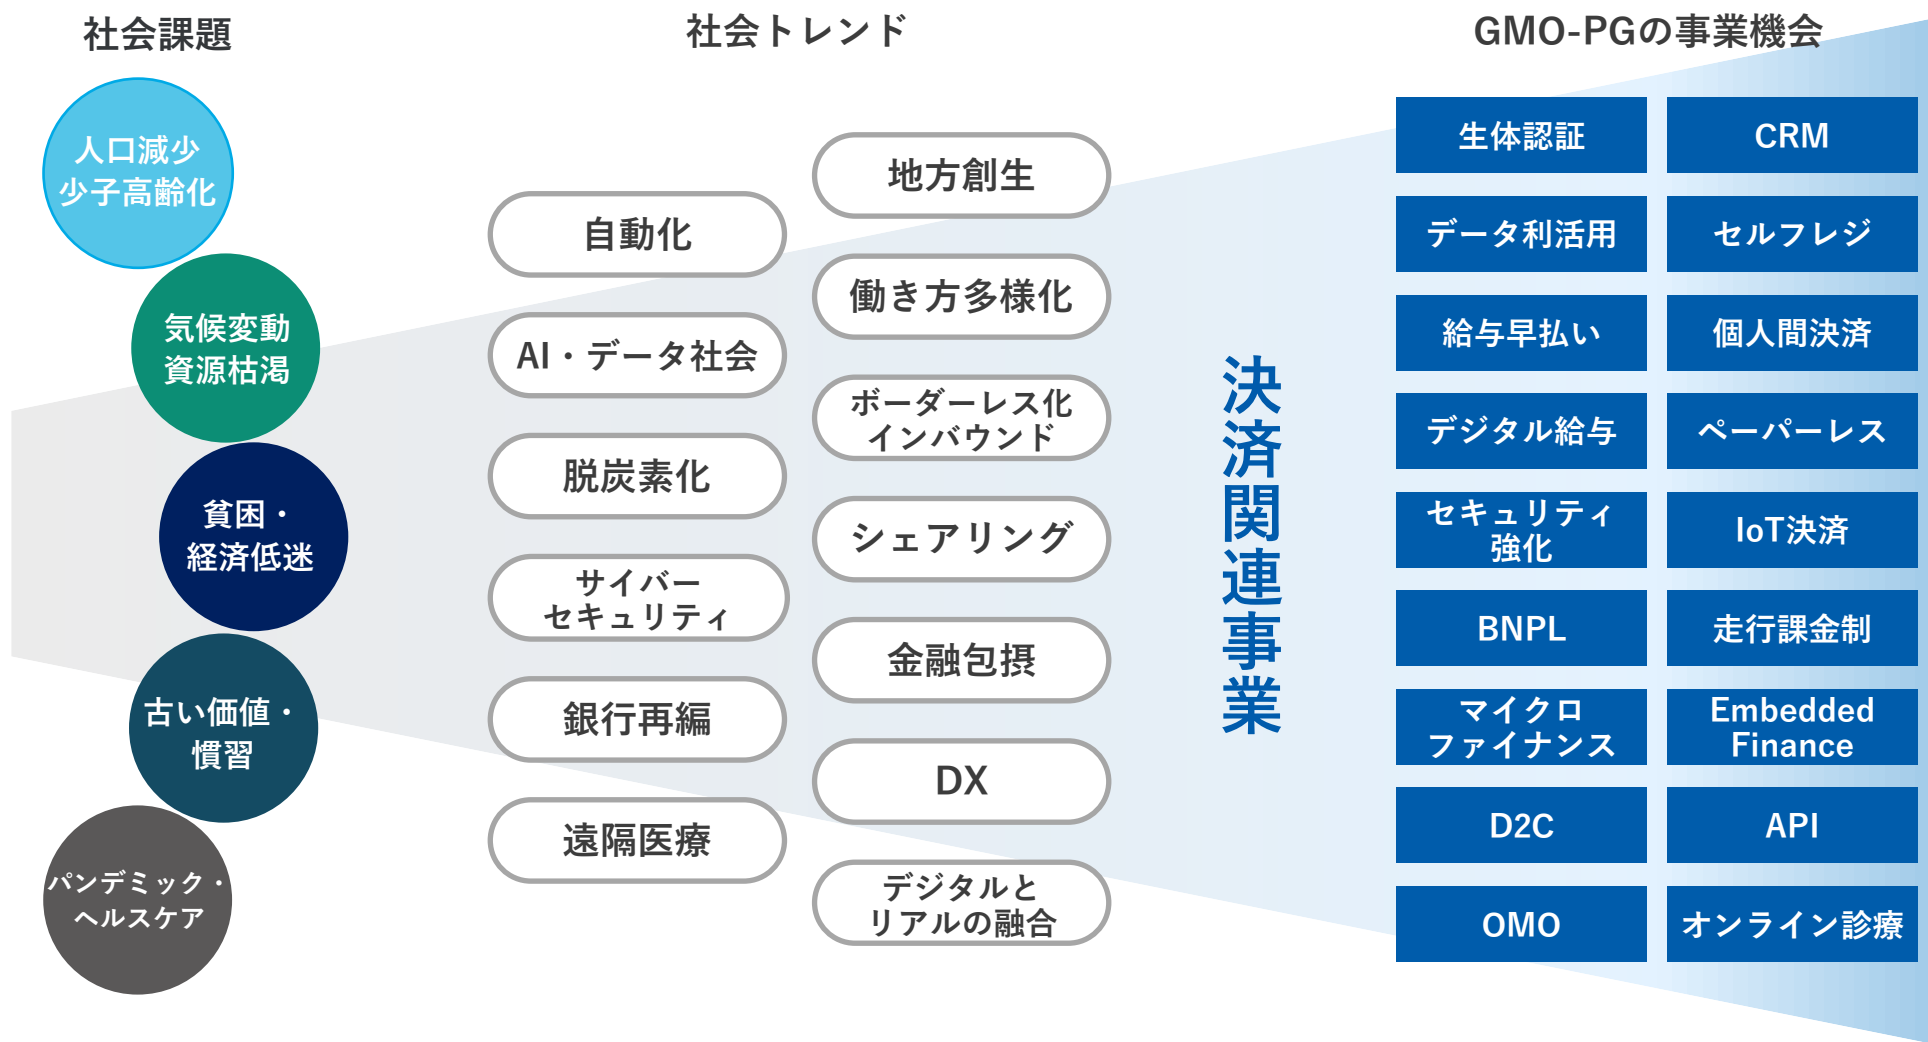 社会課題
人口減少
少子高齢化
気候変動
資源枯渇
貧困・
経済低迷
古い価値・
慣習
パンデミック・
ヘルスケア
社会トレンド
自動化
AI・データ社会
脱炭素化
サイバー
セキュリティ
銀行再編
遠隔医療
地方創生
働き方多様化
ボーダーレス化
インバウンド
シェアリング
金融包摂
DX
デジタルと
リアルの融合
決済関連事業
GMO-PGの事業機会
生体認証
CRM
データ利活用
セルフレジ
給与早払い
個人間決済
デジタル給与
ペーパーレス
セキュリティ
強化
IoT決済
BNPL
走行課金制
マイクロ
ファイナンス
Embedded
Finance
D2C
API
OMO
オンライン診療